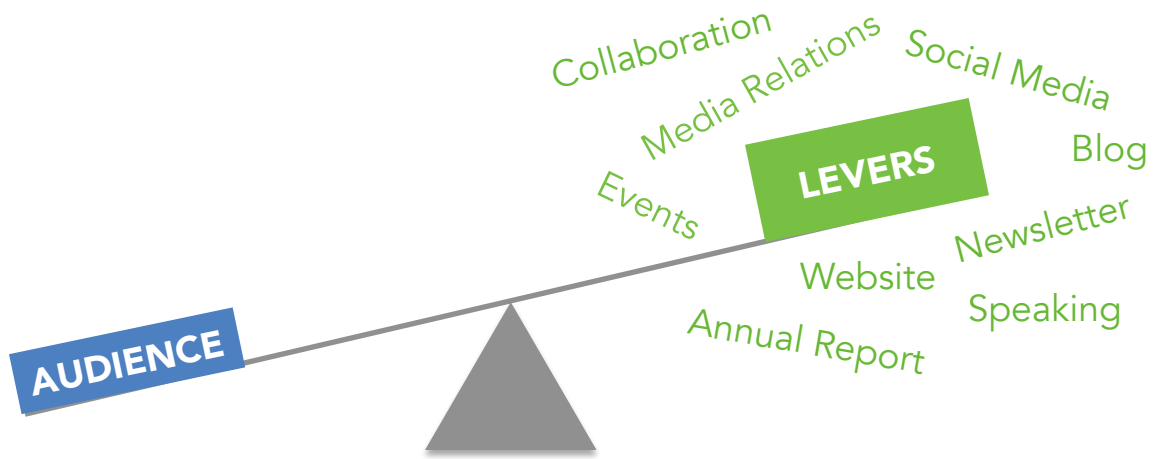 Collaboration
Media Relations
Social Media
Blog
LEVERS
Events
Newsletter
Website
Speaking
Annual Report
AUDIENCE